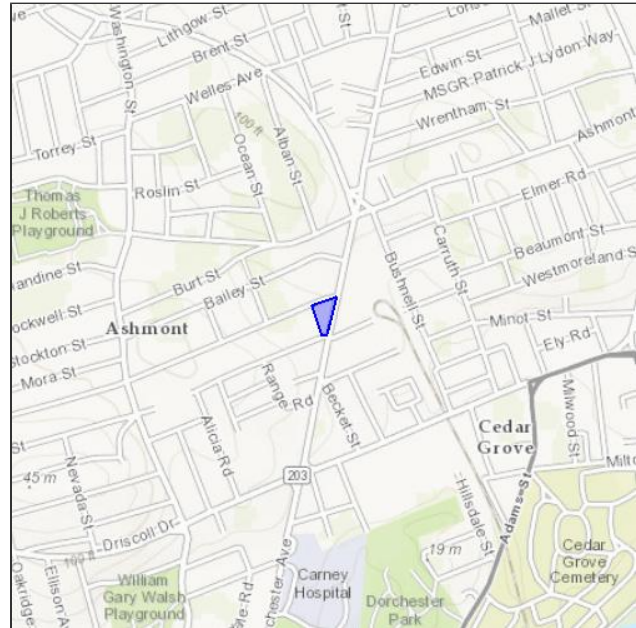 Washington St
Lithgow St
Brent St
Welles Ave
Mallet St
Edwin St
MSGR Patrick J Lydon Way
Wrentham St
Ashmont
100 ft
Alban St
Ocean St
Torrey St
Roslin St
Thomas
J Roberts
Playground
Elmer Rd
Carruth St
Bushnell St
Beaumont St
Westmoreland St
Burt St
Bailey St
Ashmont
Stockton St
Mora St
Minot St
Ely Rd
Range Rd
Becket St
Alicia Rd
Cedar
Grove
Milwood St
203
45 m
Nevada St
Driscoll Dr
100 ft
Hillsdale St
Adams St
19 m
Carney
Hospital
Dorchester
Park
Cedar
Grove
Cemetery
William
Gary Walsh
Playground
Ellison Ave